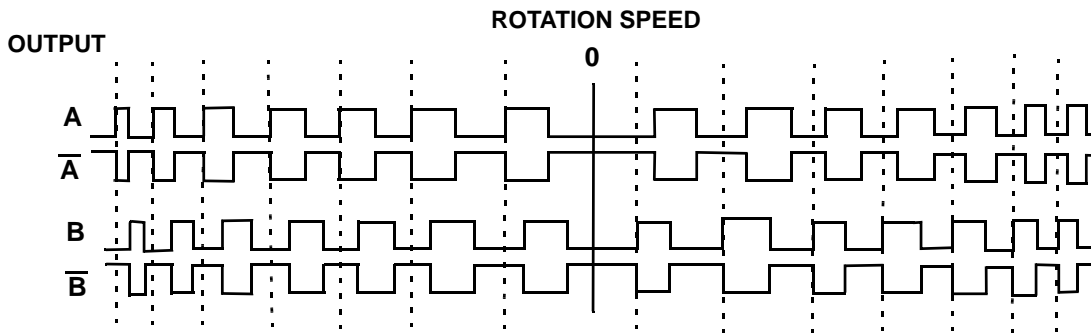 ROTATION SPEED
OUTPUT
0
A
A̅
B
B̅